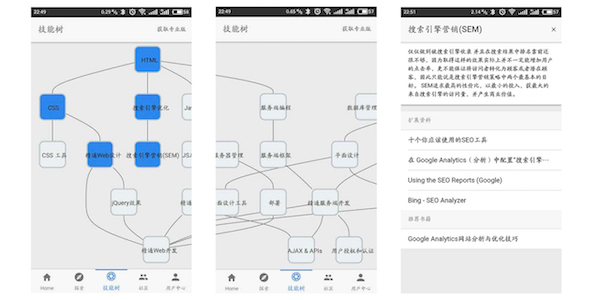 22:49
0.29
58
技能树
获取专业版
HTML
CSS
搜索引擎优化
CSS 工具
精通Web设计
搜索引擎营销(SEM)
jQuery效果
精通Web开发
Home
探索
技能树
社区
用户中心
22:49
0.65
57
技能树
获取专业版
服务端编程
数据库管理
服务端框架
平面设计
服务器管理
面设计工具
部署
精通服务端开发
AJAX & APIs
用户授权和认证
Home
探索
技能树
社区
用户中心
22:51
2.14
57
搜索引擎营销(SEM)
×
仅仅做到被搜索引擎收录并且在搜索结果中排名靠前还
很不够，因为取得这样的效果实际上并不一定能增加用户
的点击率，更不能保证将访问者转化为顾客或者潜在顾
客，因此只能说是搜索引擎营销策略中两个最基本的目
标。SEM追求最高的性价比，以最小的投入，获最大的
来自搜索引擎的访问量，并产生商业价值。
扩展资料
十个你应该使用的SEO工具
在 Google Analytics（分析）中配置"搜索引擎…
Using the SEO Reports (Google)
Bing - SEO Analyzer
推荐书籍
Google Analytics网站分析与优化技巧